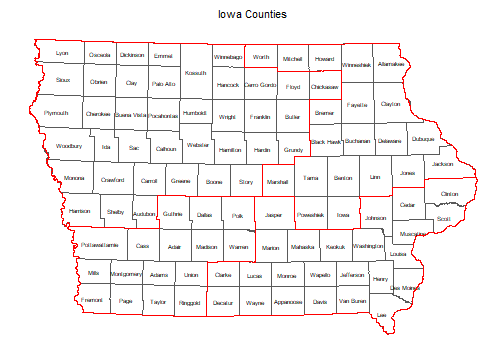 Iowa Counties
Lyon Osceola Dickinson Emmet Winnebago Worth Mitchell Howard Winneshiek Allamakee
Kossuth
Sioux Obrien Clay Palo Alto Hancock Cerro Gordo Floyd Chickasaw
Fayette Clayton
Plymouth Cherokee Buena Vista Pocahontas Humboldt Wright Franklin Butler Bremer
Woodbury Ida Sac Calhoun Webster Hamilton Hardin Grundy Black Hawk Buchanan Delaware Dubuque
Jackson
Monona Crawford Carroll Greene Boone Story Marshall Tama Benton Linn Jones
Clinton
Harrison Shelby Audubon Guthrie Dallas Polk Jasper Poweshiek Iowa Johnson Cedar
Scott
Muscatine
Pottawattamie Cass Adair Madison Warren Marion Mahaska Keokuk Washington
Louisa
Mills Montgomery Adams Union Clarke Lucas Monroe Wapello Jefferson Henry
Des Moines
Fremont Page Taylor Ringgold Decatur Wayne Appanoose Davis Van Buren
Lee